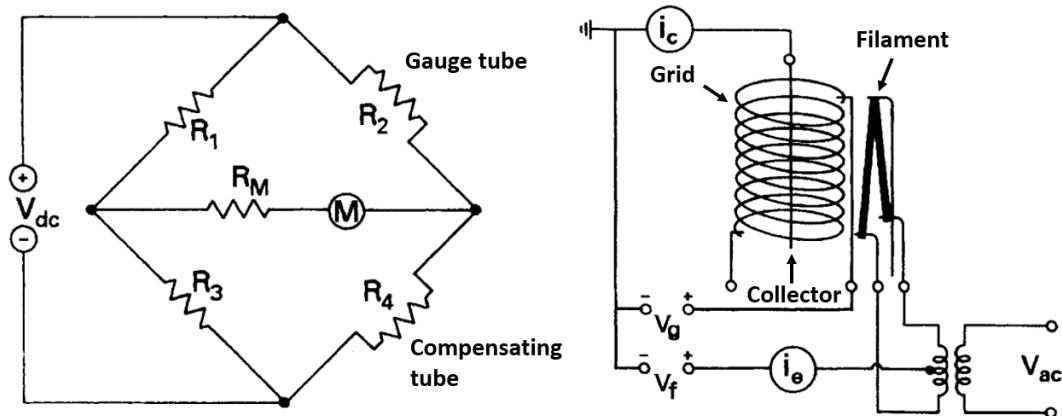 R1
Gauge tube
R2
RM
M
+
Vdc
−
R3
R4
Compensating
tube
ic
Filament
Grid
Collector
− +
Vg
− +
Vf
ie
Vac